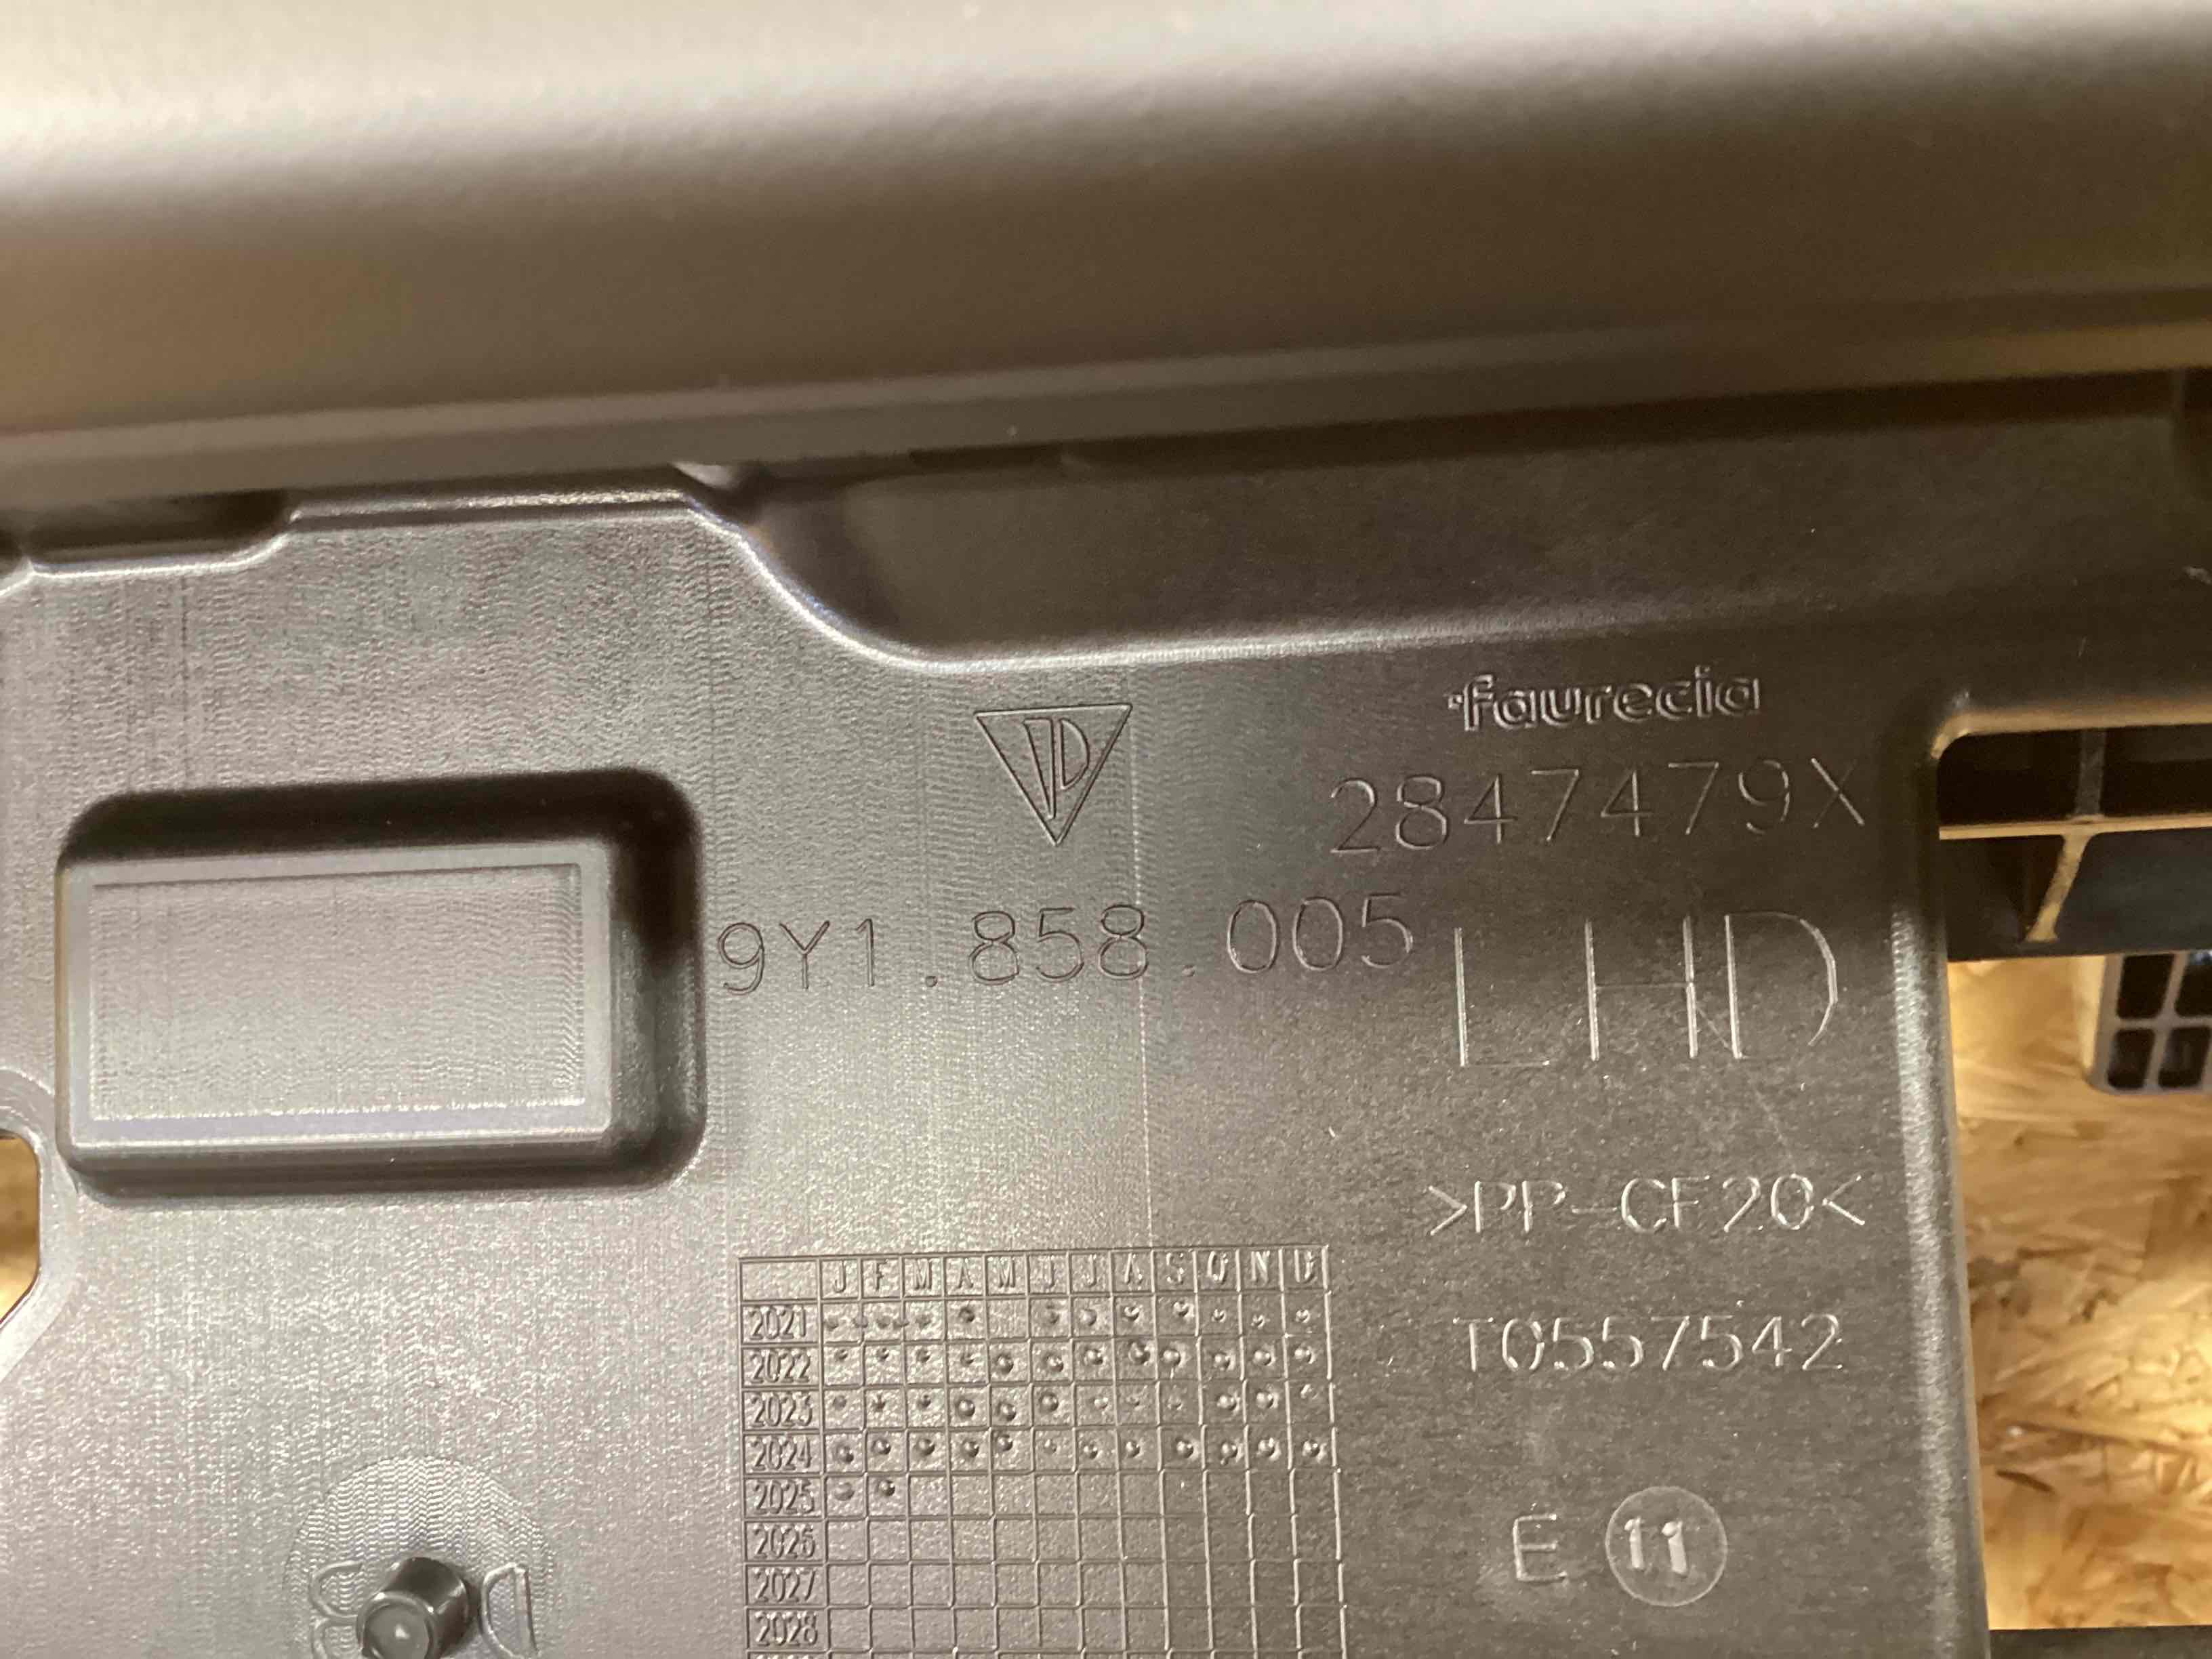 faurecia
2847479X
9Y1.858.005
LHD
>PP-CF20<
J F M A M J J A S O N D
2021
2022
2023
2024
2025
2026
2027
2028
T0557542
E 11